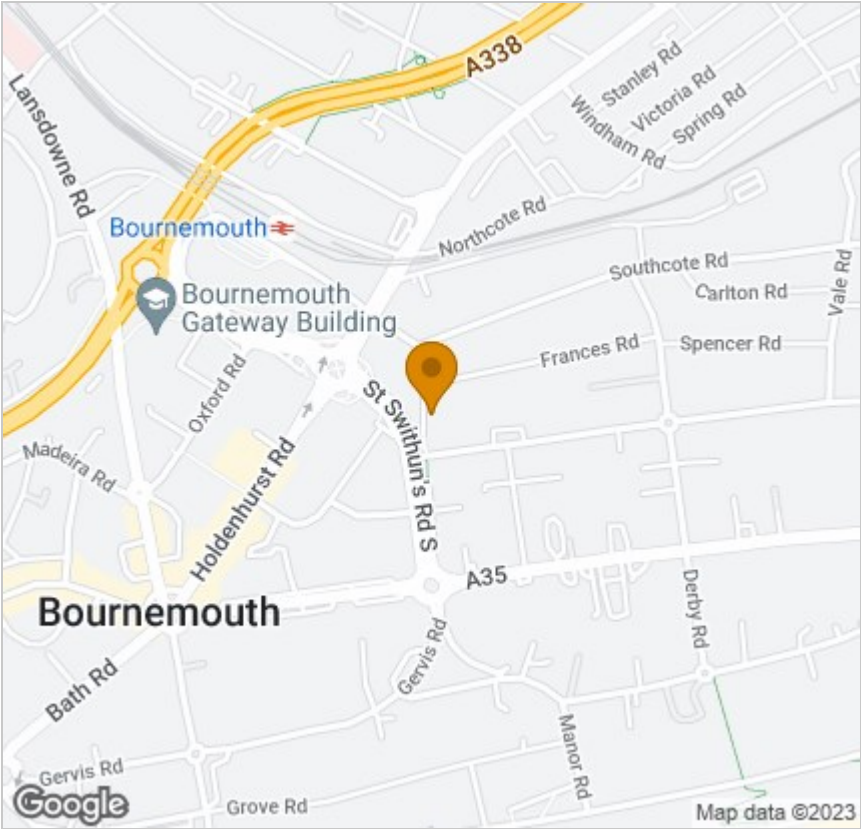 A338
Stanley Rd
Victoria Rd
Spring Rd
Windham Rd
Lansdowne Rd
Northcote Rd
Bournemouth
Southcote Rd
Carlton Rd
Vale Rd
Bournemouth
Gateway Building
Frances Rd
Spencer Rd
Oxford Rd
St Swithun's Rd S
Madeira Rd
Holdenhurst Rd
A35
Derby Rd
Bournemouth
Gervis Rd
Bath Rd
Manor Rd
Gervis Rd
Grove Rd
Google
Map data ©2023